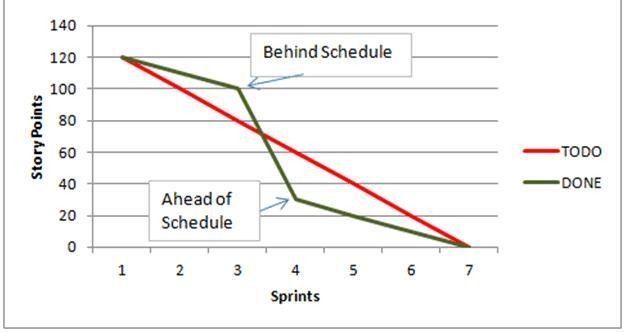 140
120
100
80
60
40
20
0
Story Points
Behind Schedule
Ahead of
Schedule
1 2 3 4 5 6 7
Sprints
TODO
DONE